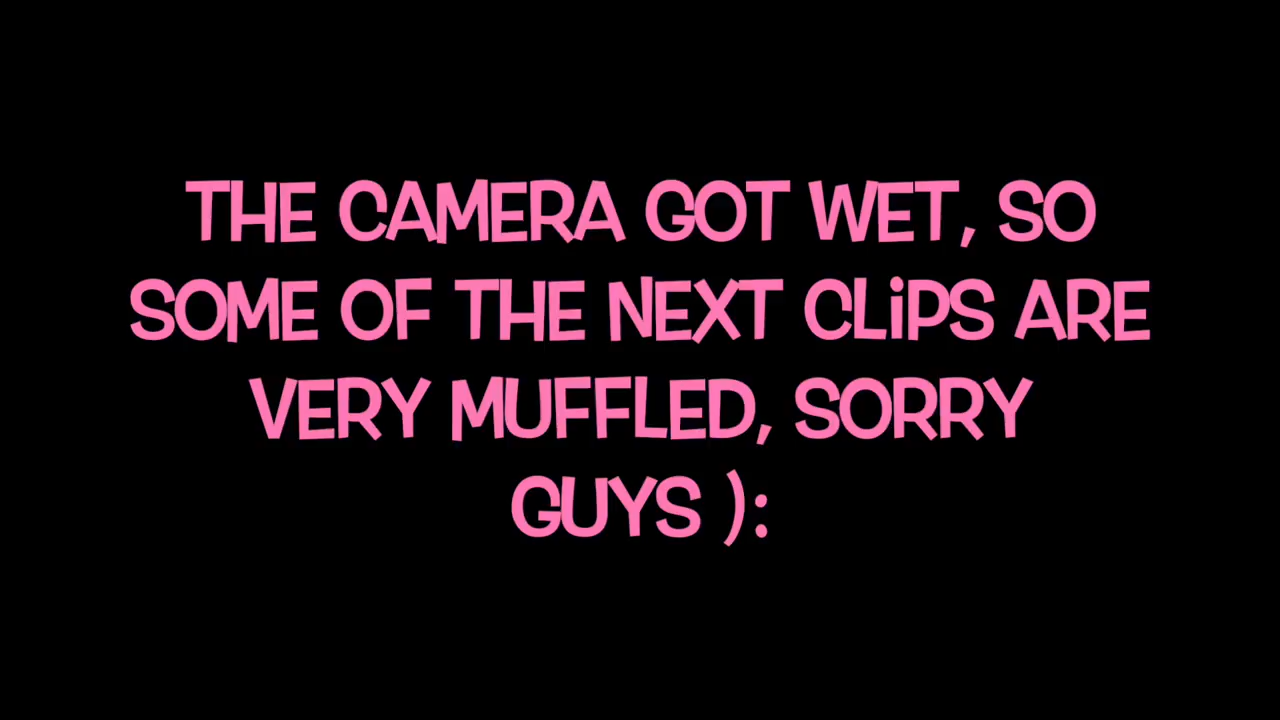 THE CAMERA GOT WET, SO
SOME OF THE NEXT CLiPS ARE
VERY MUFFLED, SORRY
GUYS ):